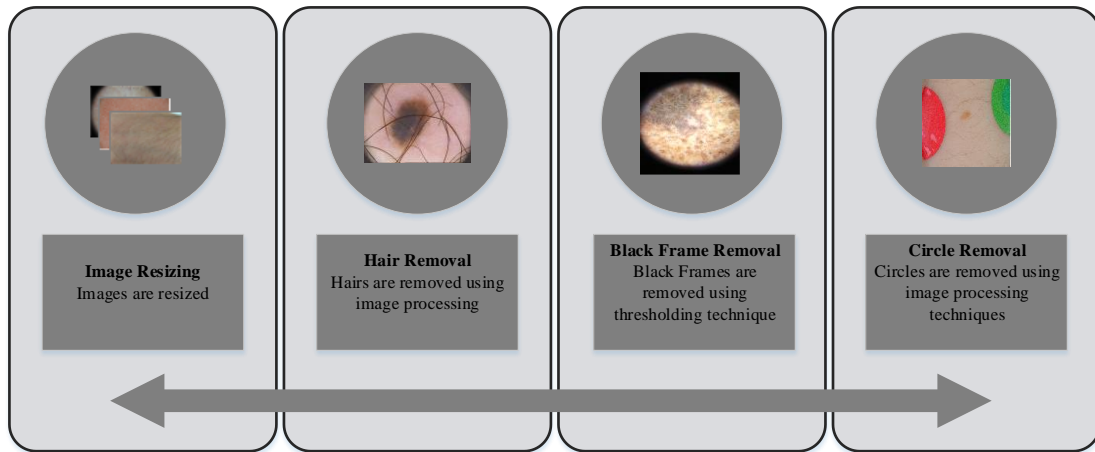 Image Resizing
Images are resized
Hair Removal
Hairs are removed using
image processing
Black Frame Removal
Black Frames are
removed using
thresholding technique
Circle Removal
Circles are removed using
image processing
techniques